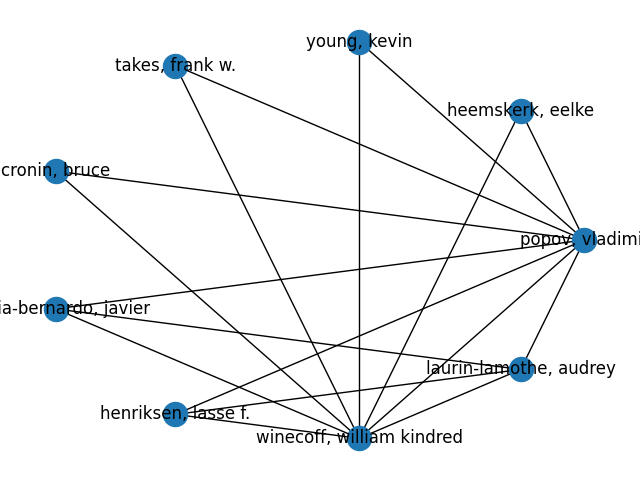 young, kevin
takes, frank w.
heemskerk, eelke
cronin, bruce
popov, vladimi
ia-bernardo, javier
laurin-lamothe, audrey
henriksen, lasse f.
winecoff, william kindred